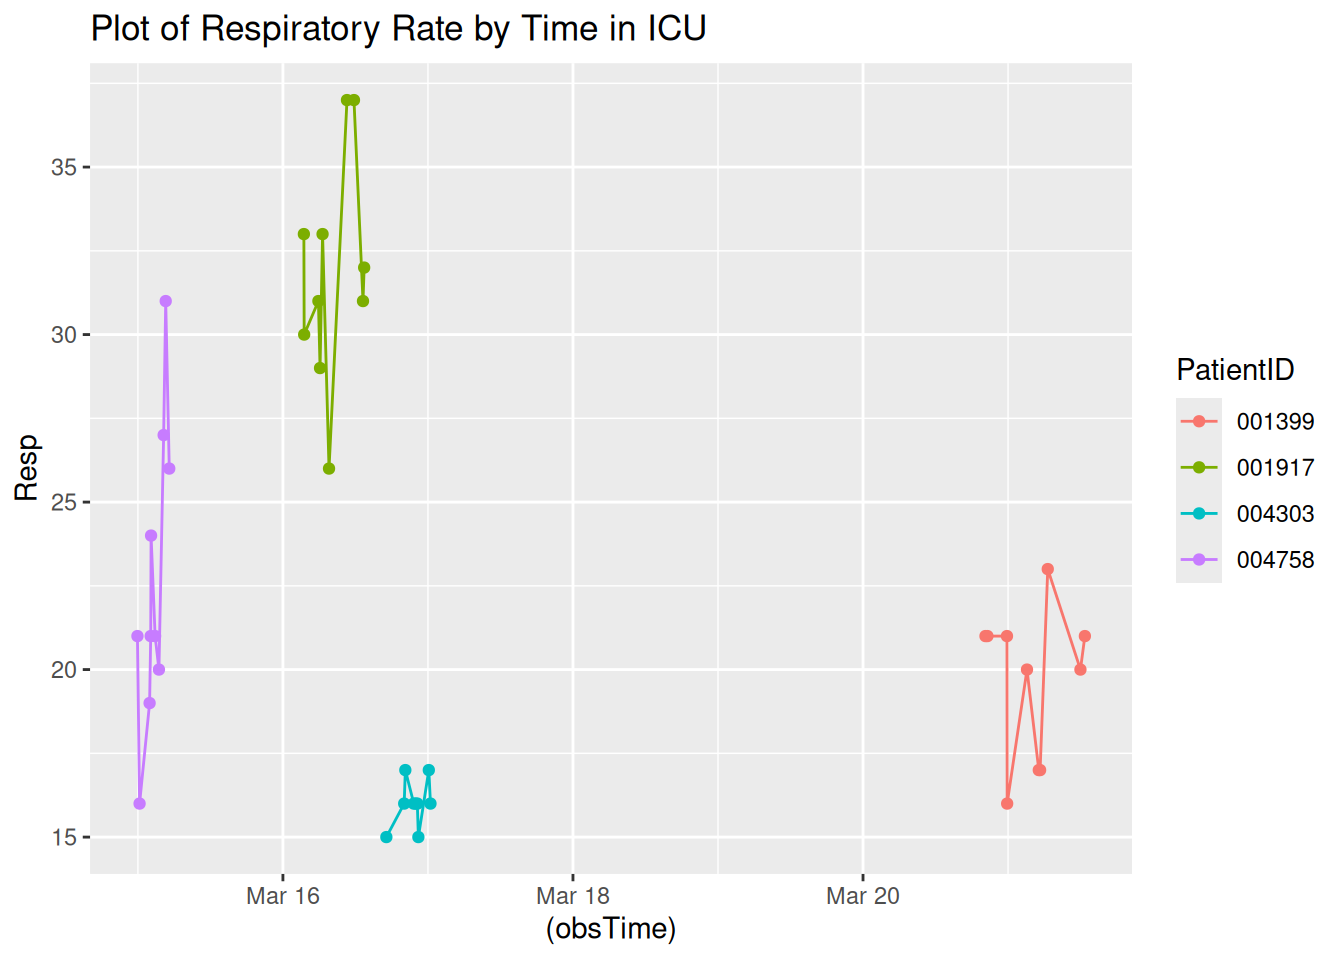 Plot of Respiratory Rate by Time in ICU
35
30
25
20
15
Resp
Mar 16
Mar 18
Mar 20
(obsTime)
PatientID
001399
001917
004303
004758